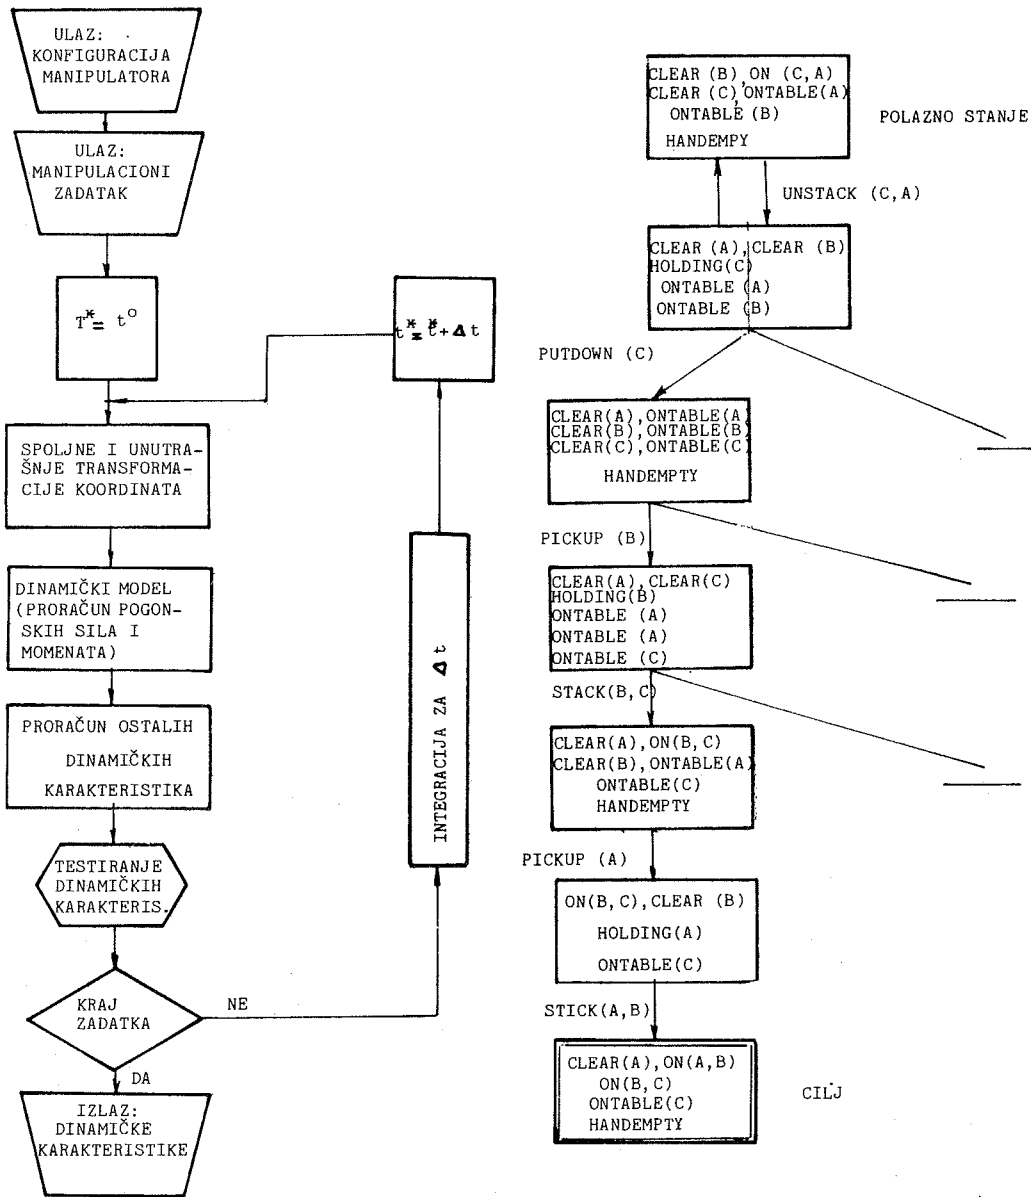 ULAZ:
KONFIGURACIJA
MANIPULATORA
ULAZ:
MANIPULACIONI
ZADATAK
T*= t⁰
t*=t*+Δt
SPOLJNE I UNUTRA-
ŠNJE TRANSFORMA-
CIJE KOORDINATA
DINAMIČKI MODEL
(PRORAČUN POGON-
SKIH SILA I
MOMENATA)
PRORAČUN OSTALIH
DINAMIČKIH
KARAKTERISTIKA
TESTIRANJE
DINAMIČKIH
KARAKTERIS.
KRAJ
ZADATKA
NE
DA
INTEGRACIJA ZA Δt
IZLAZ:
DINAMIČKE
KARAKTERISTIKE
CLEAR (B), ON (C,A)
CLEAR (C), ONTABLE(A)
ONTABLE (B)
HANDEMPY
POLAZNO STANJE
UNSTACK (C,A)
CLEAR (A), CLEAR (B)
HOLDING(C)
ONTABLE (A)
ONTABLE (B)
PUTDOWN (C)
CLEAR(A),ONTABLE(A
CLEAR(B),ONTABLE(B)
CLEAR(C),ONTABLE(C)
HANDEMPTY
PICKUP (B)
CLEAR(A),CLEAR(C)
HOLDING(B)
ONTABLE (A)
ONTABLE (A)
ONTABLE (C)
STACK(B,C)
CLEAR(A),ON(B,C)
CLEAR(B),ONTABLE(A)
ONTABLE(C)
HANDEMPTY
PICKUP (A)
ON(B,C),CLEAR (B)
HOLDING(A)
ONTABLE(C)
STICK(A,B)
CLEAR(A),ON(A,B)
ON(B,C)
ONTABLE(C)
HANDEMPTY
CILJ